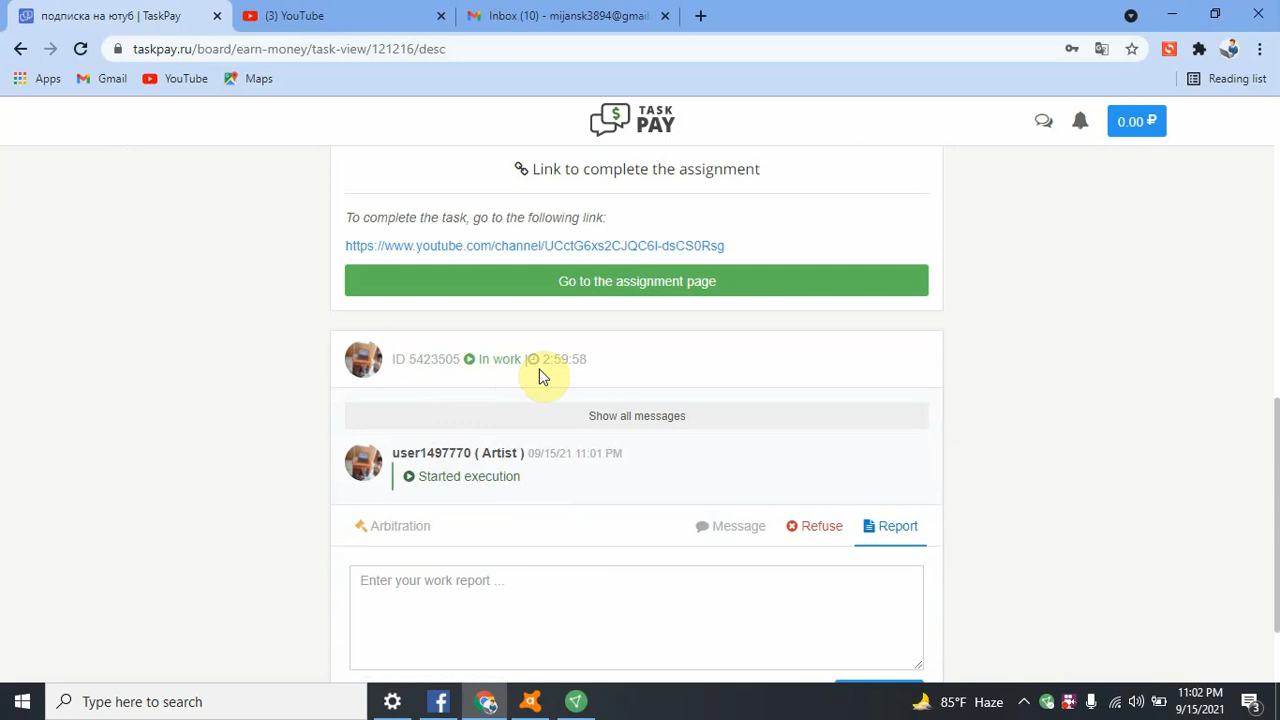 подписка на ютуб | TaskPay
(3) YouTube
Inbox (10) - mijansk3894@gmai
taskpay.ru/board/earn-money/task-view/121216/desc
Apps
Gmail
YouTube
Maps
Reading list
TASK
PAY
0.00 ₽
Link to complete the assignment
To complete the task, go to the following link:
https://www.youtube.com/channel/UCctG6xs2CJQC6I-dsCS0Rsg
Go to the assignment page
ID 5423505 In work | 2:59:58
Show all messages
user1497770 ( Artist ) 09/15/21 11:01 PM
Started execution
Arbitration
Message
Refuse
Report
Enter your work report ...
Type here to search
85°F Haze
11:02 PM
9/15/2021
3